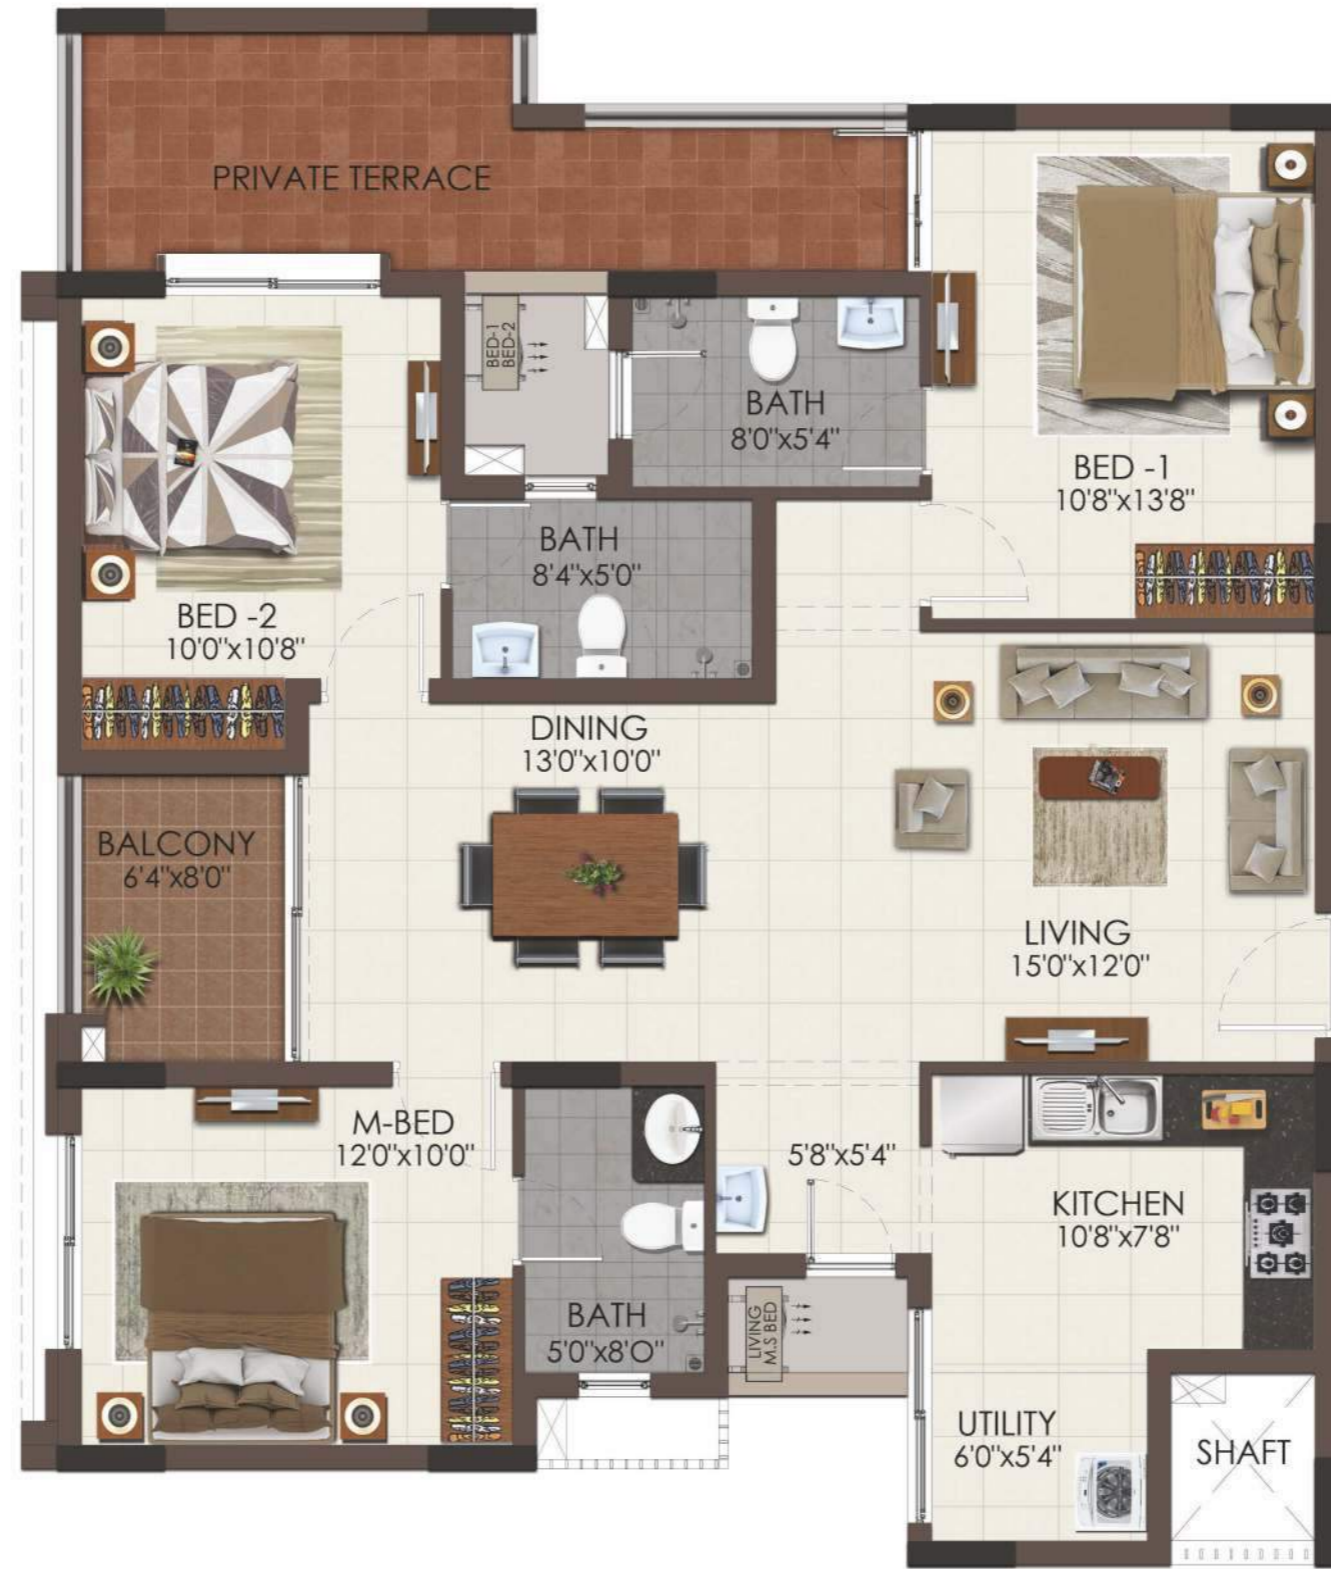 PRIVATE TERRACE
BED-1
BED-2
BATH
8'0"x5'4"
BED -1
10'8"x13'8"
BATH
8'4"x5'0"
BED -2
10'0"x10'8"
DINING
13'0"x10'0"
BALCONY
6'4"x8'0"
LIVING
15'0"x12'0"
M-BED
12'0"x10'0"
5'8"x5'4"
KITCHEN
10'8"x7'8"
BATH
5'0"x8'O"
LIVING
M.S BED
UTILITY
6'0"x5'4"
SHAFT